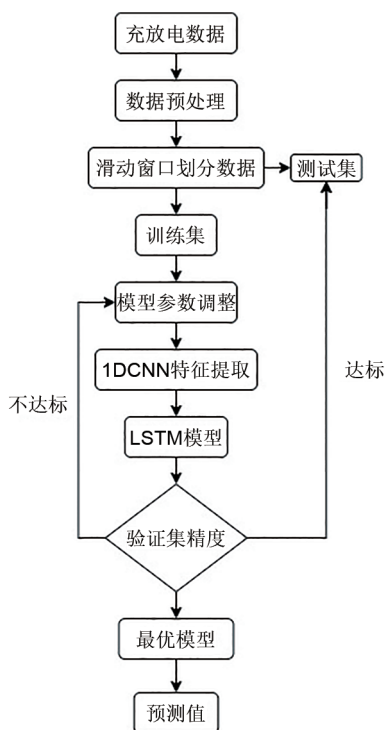 充放电数据
数据预处理
滑动窗口划分数据
测试集
训练集
模型参数调整
1DCNN特征提取
达标
不达标
LSTM模型
验证集精度
最优模型
预测值